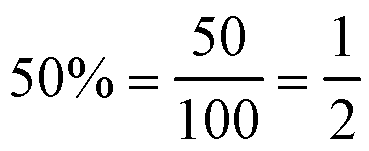 50% = 50/100 = 1/2